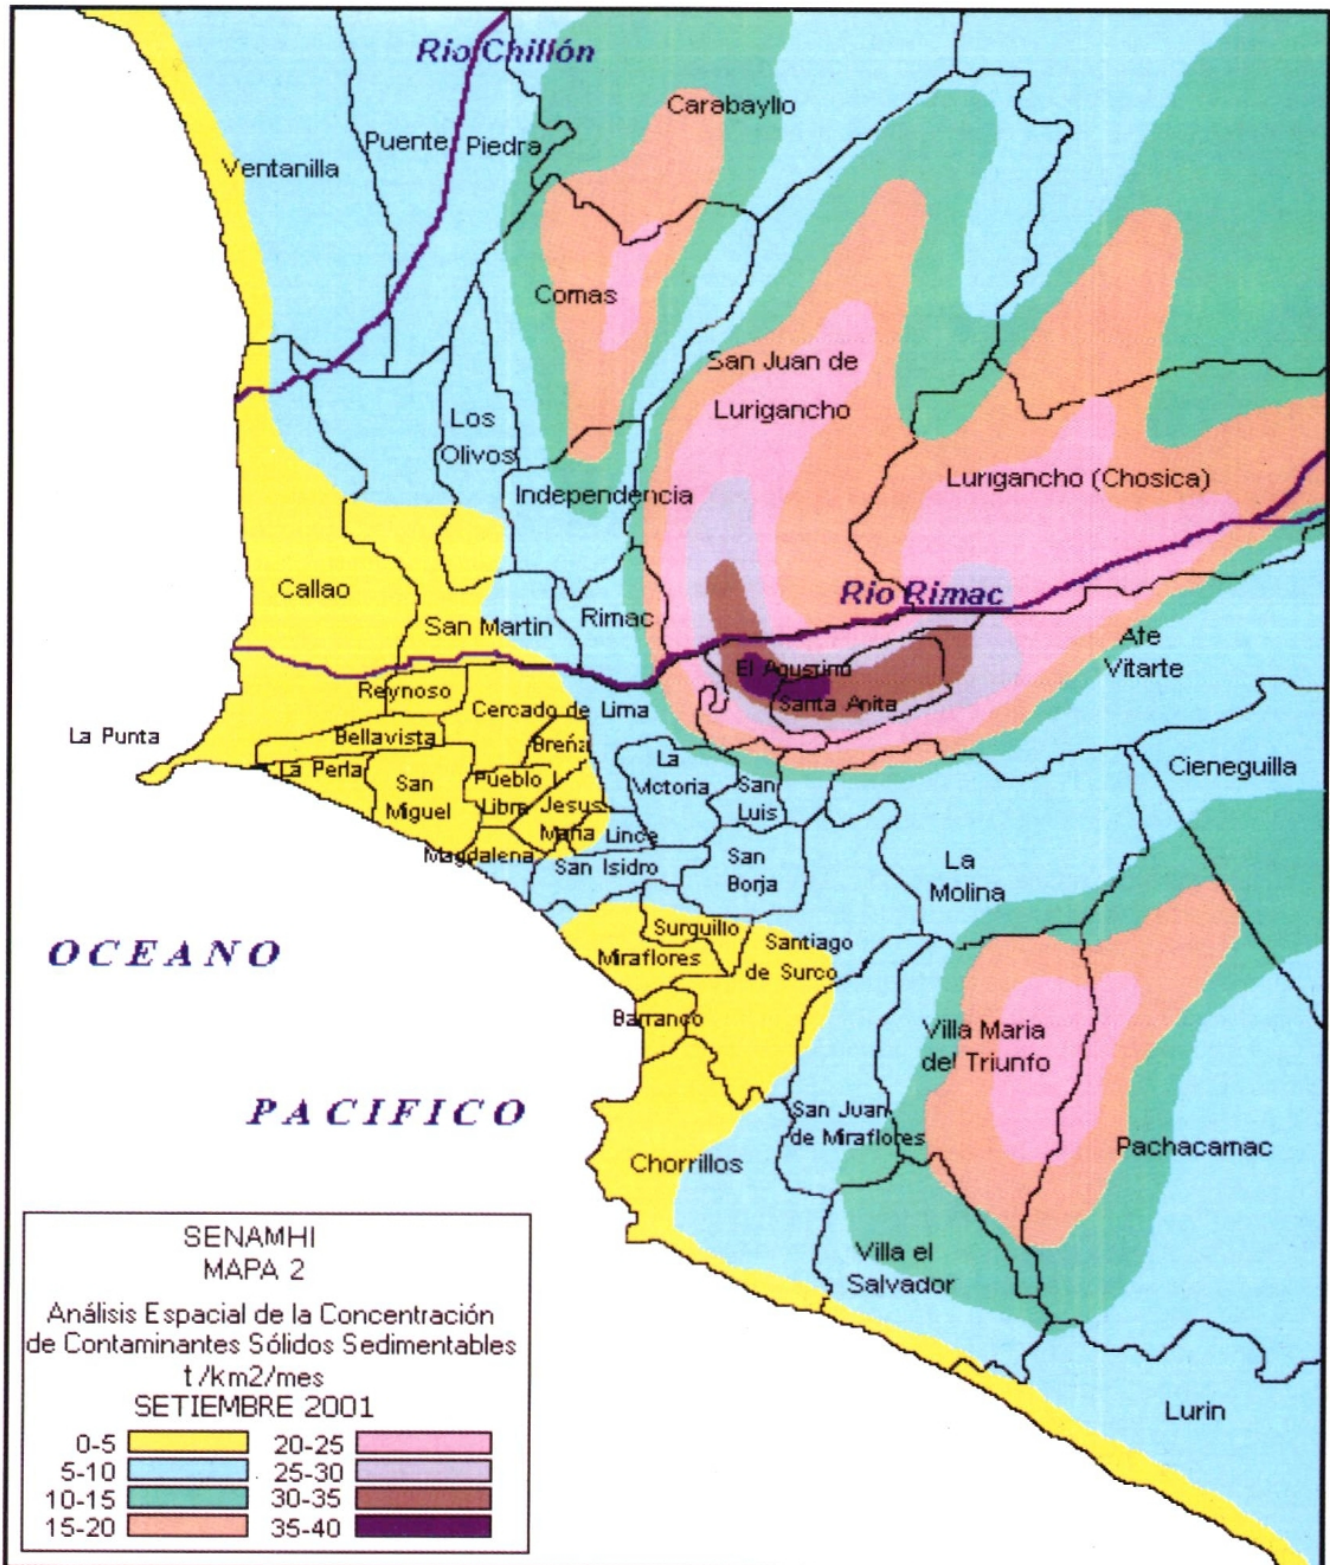 Rio Chillón
Carabayllo
Puente Piedra
Ventanilla
Comas
San Juan de
Lurigancho
Los
Olivos
Lurigancho (Chosica)
Independencia
Callao
Rio Rimac
San Martin
Rimac
Ate
Vitarte
El Agustino
Reynoso
Santa Anita
Cercado de Lima
La Punta
Bellavista
Breña
La
Victoria
Cieneguilla
La Perla
San
Miguel
Pueblo
Libre
Jesus
Maria
San
Luis
Lince
Magdalena
San Isidro
San
Borja
La
Molina
Surquillo
Santiago
de Surco
OCEANO
Miraflores
Barranco
Villa Maria
del Triunfo
PACIFICO
San Juan
de Miraflores
Pachacamac
Chorrillos
Villa el
Salvador
Lurin
SENAMHI
MAPA 2
Análisis Espacial de la Concentración
de Contaminantes Sólidos Sedimentables
t/km2/mes
SETIEMBRE 2001
0-5 20-25
5-10 25-30
10-15 30-35
15-20 35-40